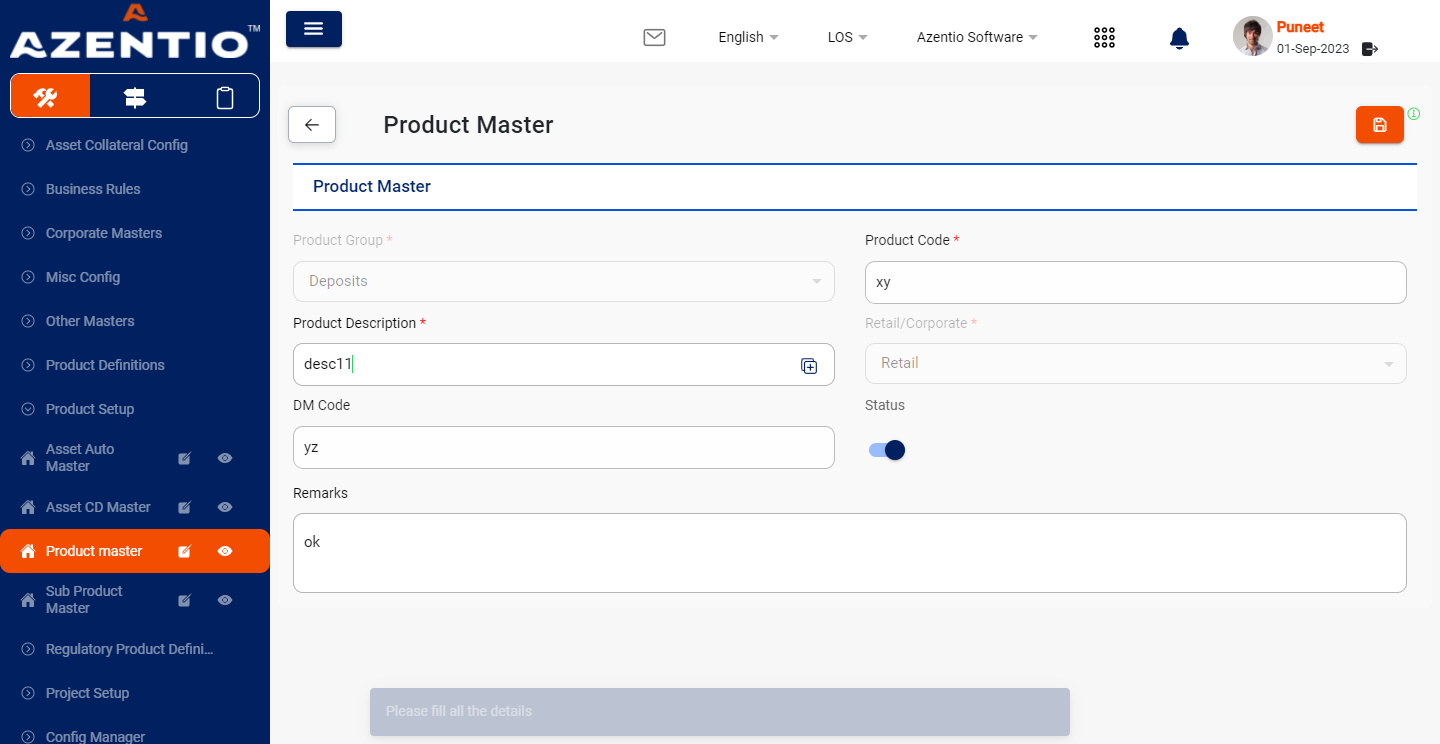 AZENTIO™
English
LOS
Azentio Software
Puneet
01-Sep-2023
Asset Collateral Config
Business Rules
Corporate Masters
Misc Config
Other Masters
Product Definitions
Product Setup
Asset Auto
Master
Asset CD Master
Product master
Sub Product
Master
Regulatory Product Defini...
Project Setup
Config Manager
Product Master
Product Master
Product Group *
Deposits
Product Code *
xy
Product Description *
desc11
Retail/Corporate *
Retail
DM Code
yz
Status
Remarks
ok
Please fill all the details